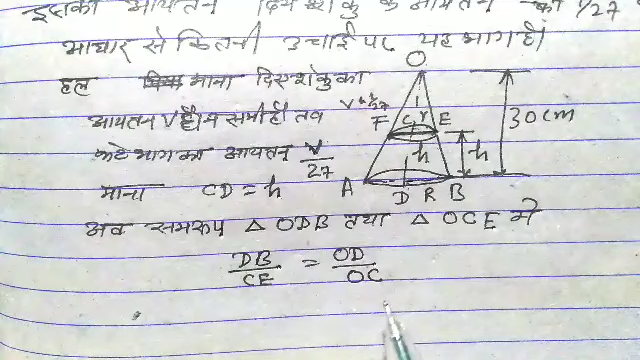 इसका आयतन दिये शंकु के आयतन का 1/27
आधार से कितनी ऊंचाई पर यह भाग है।
हल माना दिए शंकु का
आयतन V है न समी ही तब
कटे भाग का आयतन V/27
माना CD = h
अब समरूप △ ODB तथा △ OCE में
DB/CE = OD/OC
O
F C r E
h h
30 cm
A D R B